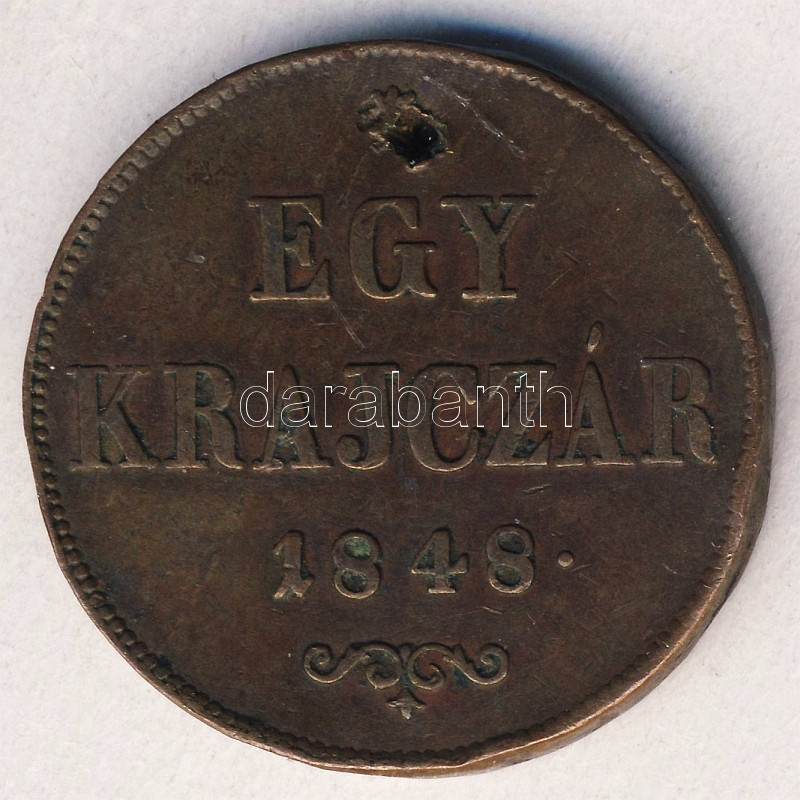 EGY
KRAJCZÁR
darabanth
1848.